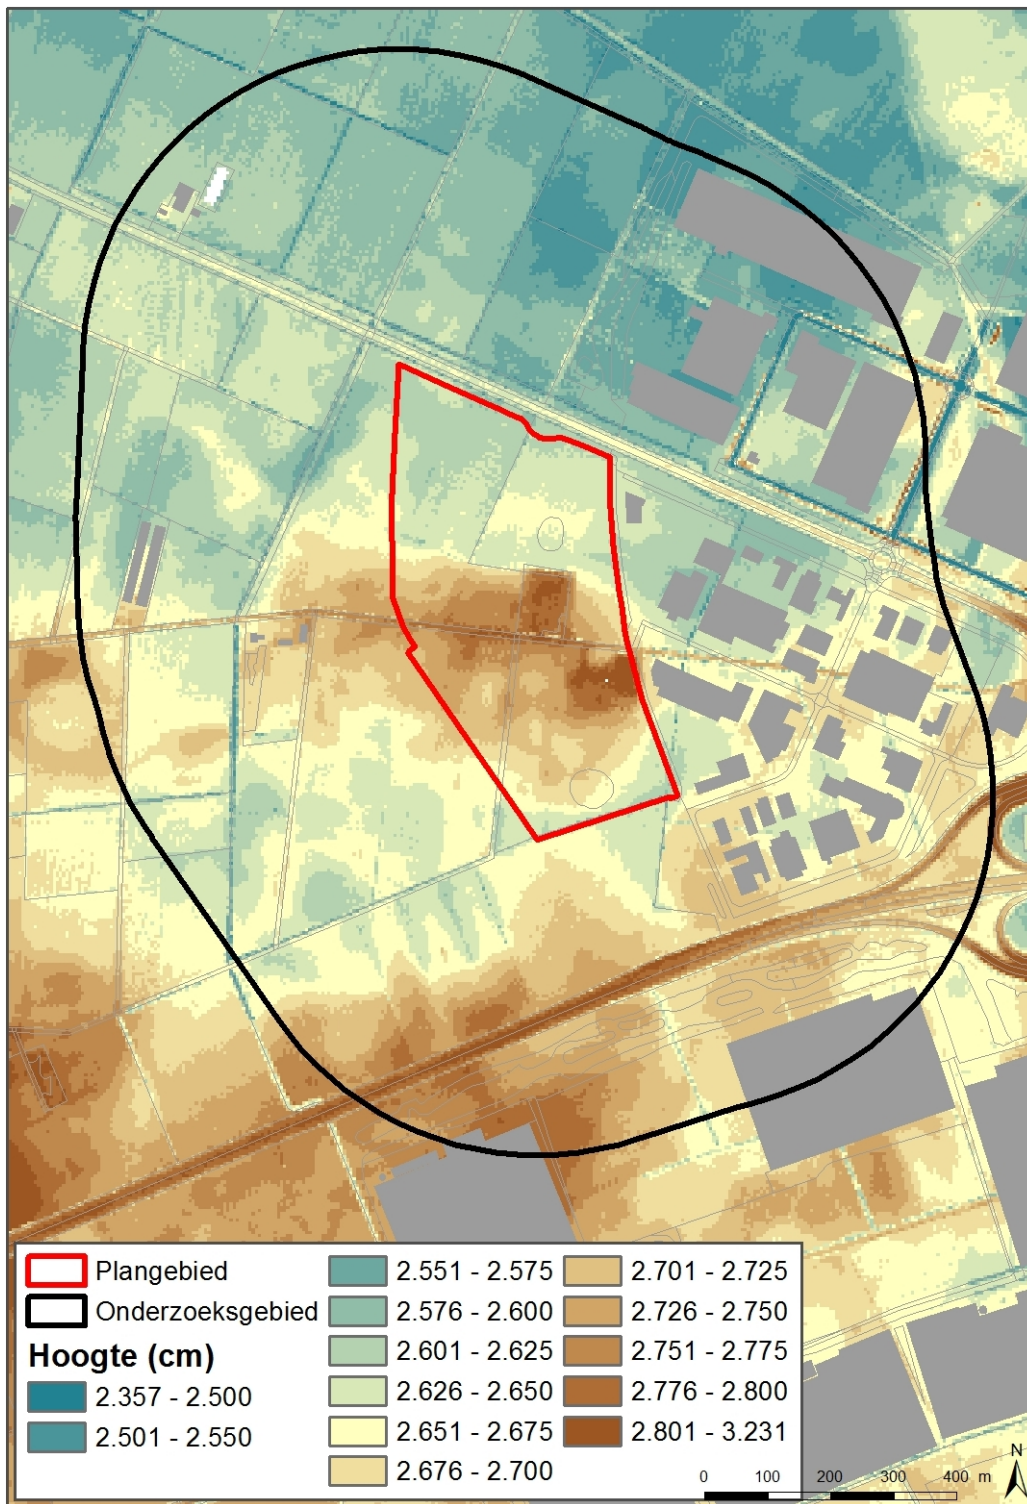 Plangebied
Onderzoeksgebied
Hoogte (cm)
2.357 - 2.500
2.501 - 2.550
2.551 - 2.575
2.576 - 2.600
2.601 - 2.625
2.626 - 2.650
2.651 - 2.675
2.676 - 2.700
2.701 - 2.725
2.726 - 2.750
2.751 - 2.775
2.776 - 2.800
2.801 - 3.231
0 100 200 300 400 m
N